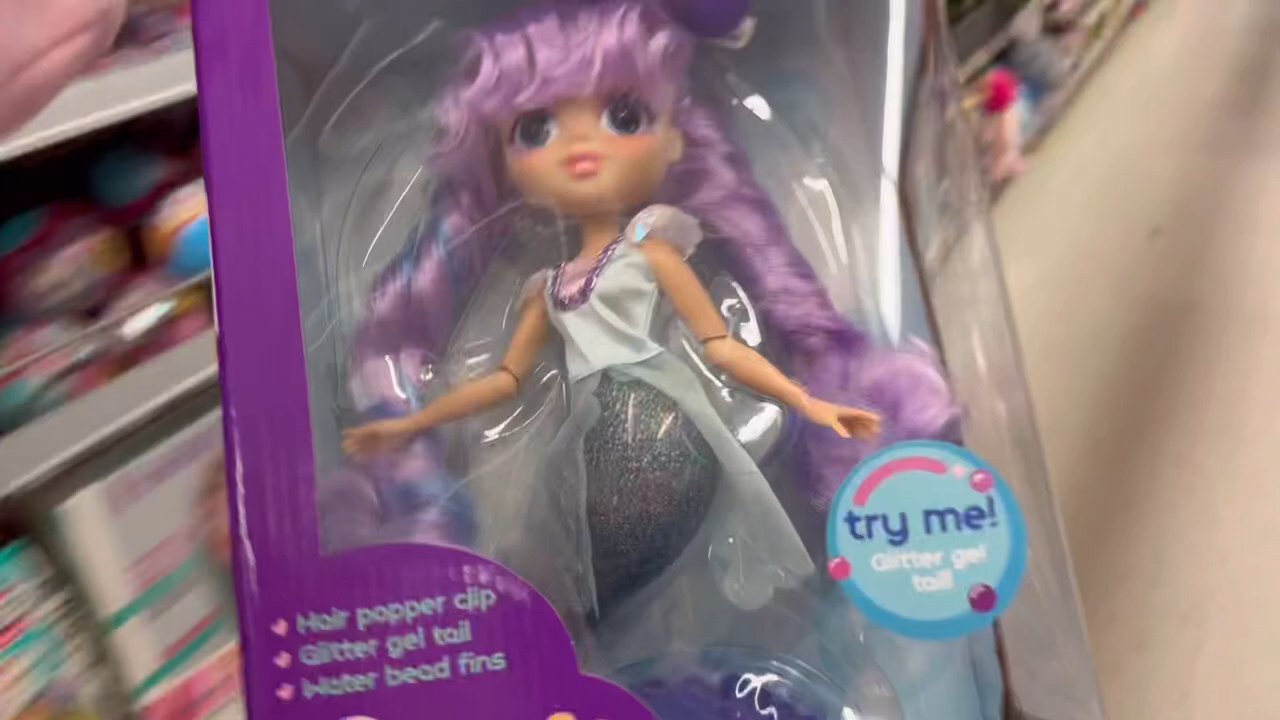 try me!
Glitter gel
tail!
Hair popper clip
Glitter gel tail
Water bead fins